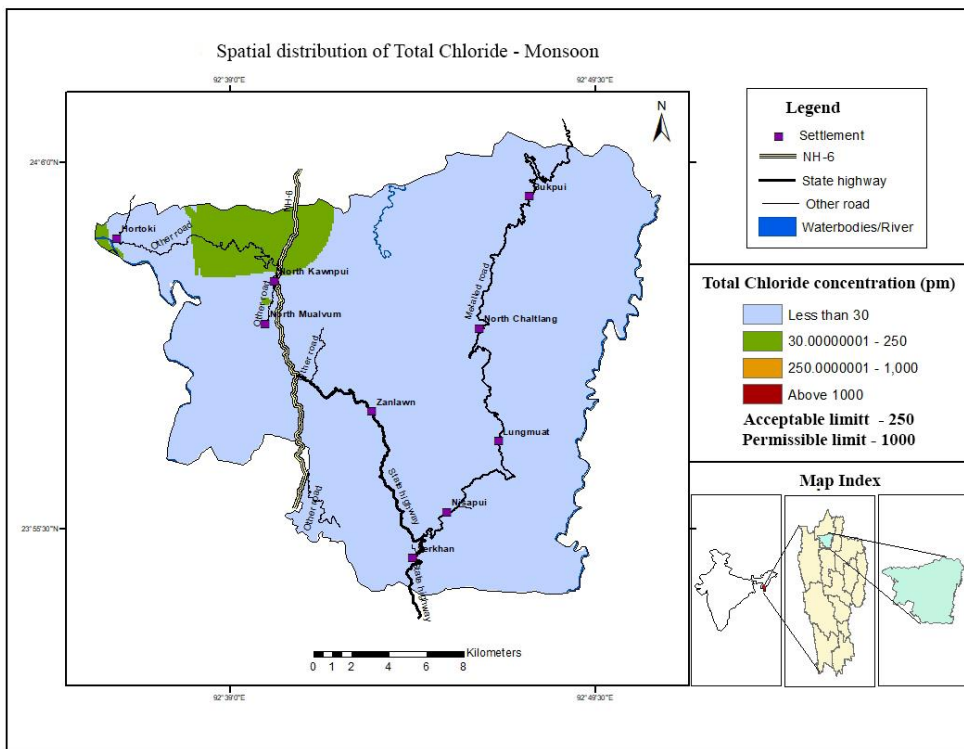 Spatial distribution of Total Chloride - Monsoon
92°39'0"E
92°49'30"E
24°6'0"N
23°55'30"N
N
NH-6
Bukpui
Hortoki
Other road
North Kawnpui
Other road
North Mualvum
Metalled road
North Chaltlang
Other road
Zanlawn
Lungmuat
State highway
Nisapui
Other road
Serkhan
State highway
0 1 2 4 6 8
Kilometers
92°39'0"E
92°49'30"E
Legend
Settlement
NH-6
State highway
Other road
Waterbodies/River
Total Chloride concentration (pm)
Less than 30
30.00000001 - 250
250.0000001 - 1,000
Above 1000
Acceptable limitt - 250
Permissible limit - 1000
Map Index